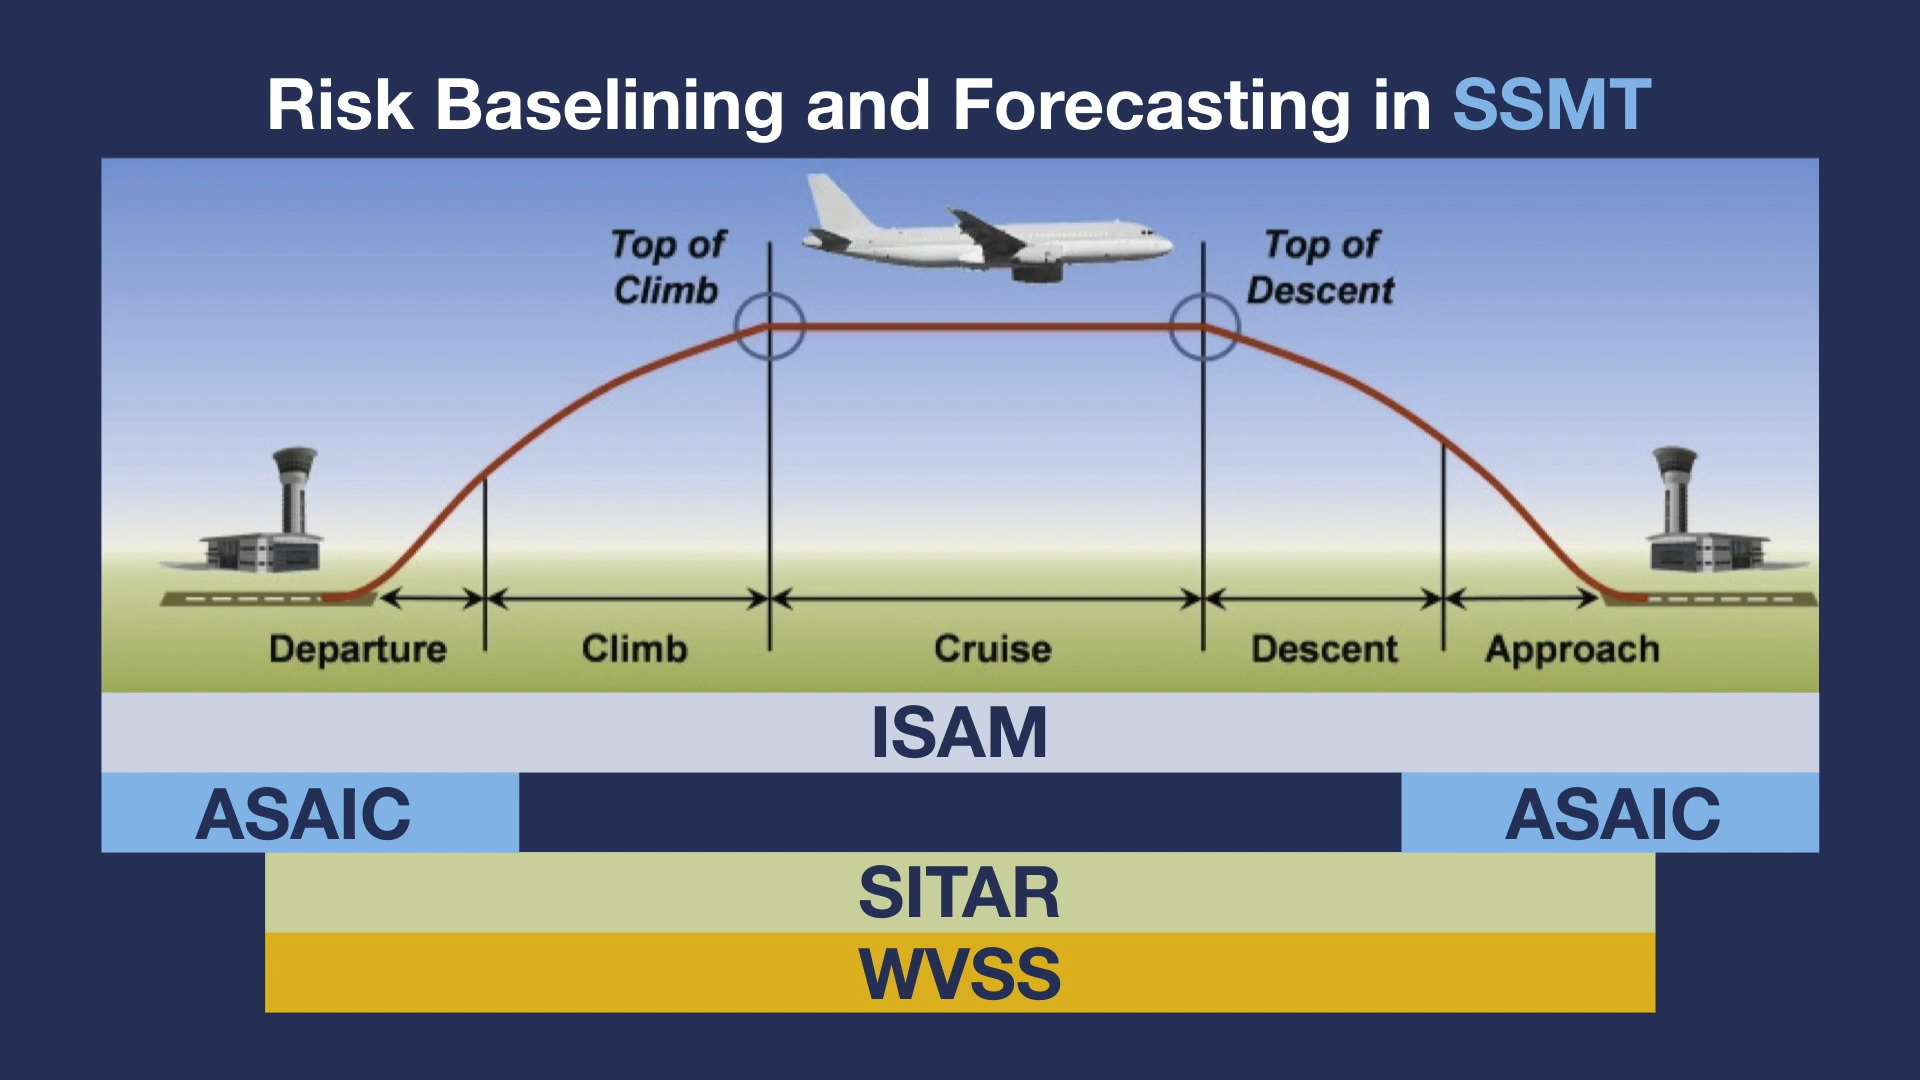 Risk Baselining and Forecasting in SSMT
Top of
Climb
Top of
Descent
Departure
Climb
Cruise
Descent
Approach
ISAM
ASAIC
ASAIC
SITAR
WVSS